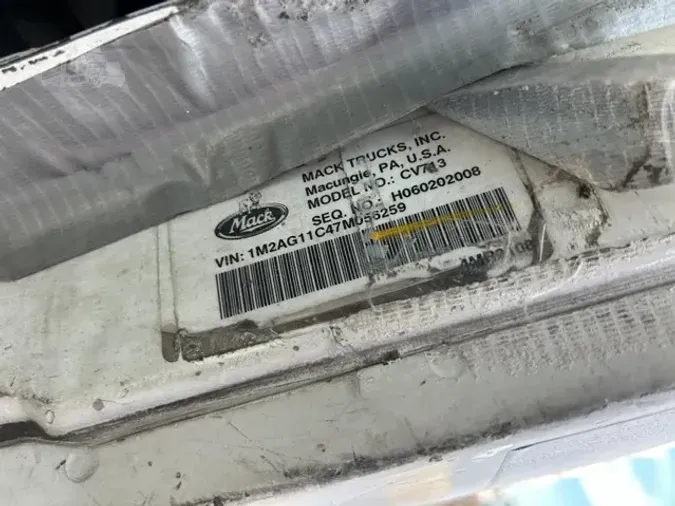 MACK TRUCKS, INC.
Macungie, PA, U.S.A.
MODEL NO.: CV713
SEQ. NO.: H060202008
Mack
VIN: 1M2AG11C47M056259